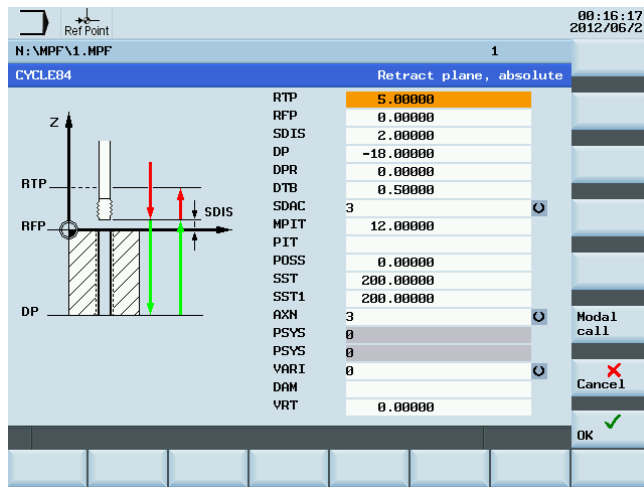 Ref Point
00:16:17
2012/06/2
N:\MPF\1.MPF 1
CYCLE84 Retract plane, absolute
Z
RTP
RFP
DP
SDIS
RTP 5.00000
RFP 0.00000
SDIS 2.00000
DP -18.00000
DPR 0.00000
DTB 0.50000
SDAC 3
MPIT 12.00000
PIT
POSS 0.00000
SST 200.00000
SST1 200.00000
AXN 3
PSYS 0
PSYS 0
VARI 0
DAM
VRT 0.00000
Modal
call
Cancel
OK